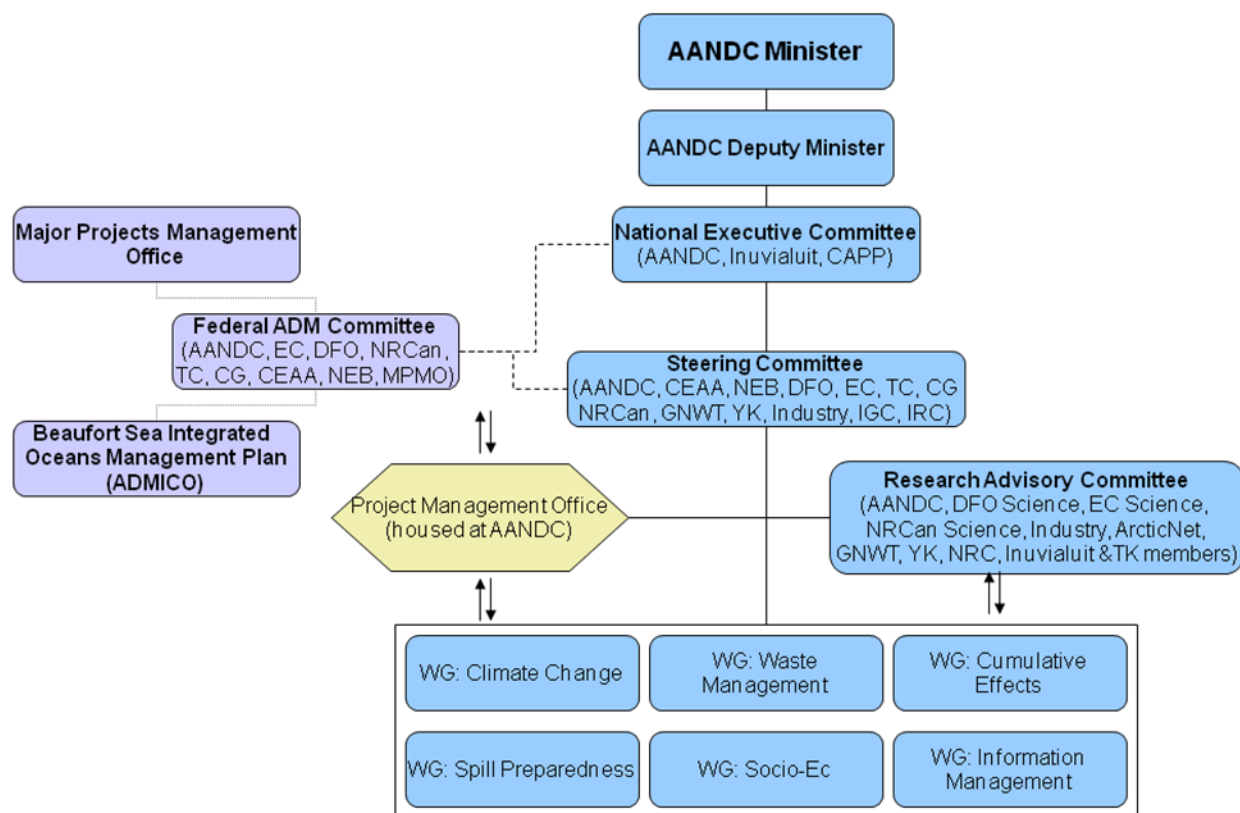 AANDC Minister
AANDC Deputy Minister
National Executive Committee
(AANDC, Inuvialuit, CAPP)
Major Projects Management
Office
Federal ADM Committee
(AANDC, EC, DFO, NRCan,
TC, CG, CEAA, NEB, MPMO)
Steering Committee
(AANDC, CEAA, NEB, DFO, EC, TC, CG
NRCan, GNWT, YK, Industry, IGC, IRC)
Beaufort Sea Integrated
Oceans Management Plan
(ADMICO)
Project Management Office
(housed at AANDC)
Research Advisory Committee
(AANDC, DFO Science, EC Science,
NRCan Science, Industry, ArcticNet,
GNWT, YK, NRC, Inuvialuit &TK members)
WG: Climate Change
WG: Waste
Management
WG: Cumulative
Effects
WG: Spill Preparedness
WG: Socio-Ec
WG: Information
Management